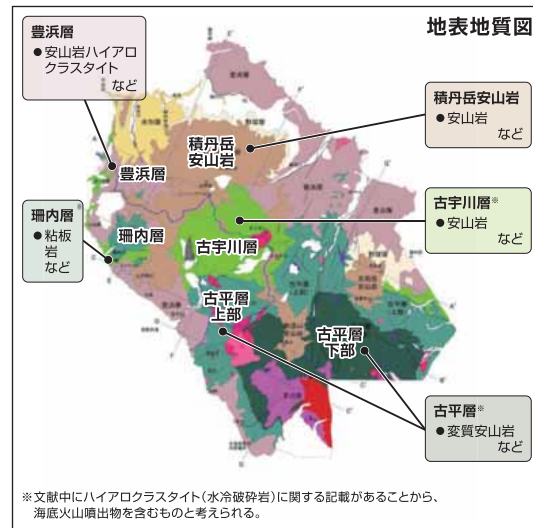 地表地質図
豊浜層
●安山岩ハイアロ
クラスタイト
など
積丹岳安山岩
●安山岩
など
積丹岳
安山岩
豊浜層
古宇川層※
●安山岩
など
珊内層※
●粘板
岩
など
珊内層
古宇川層
古平層
上部
古平層
下部
古平層※
●変質安山岩
など
※文献中にハイアロクラスタイト(水冷破砕岩)に関する記載があることから、
海底火山噴出物を含むものと考えられる。